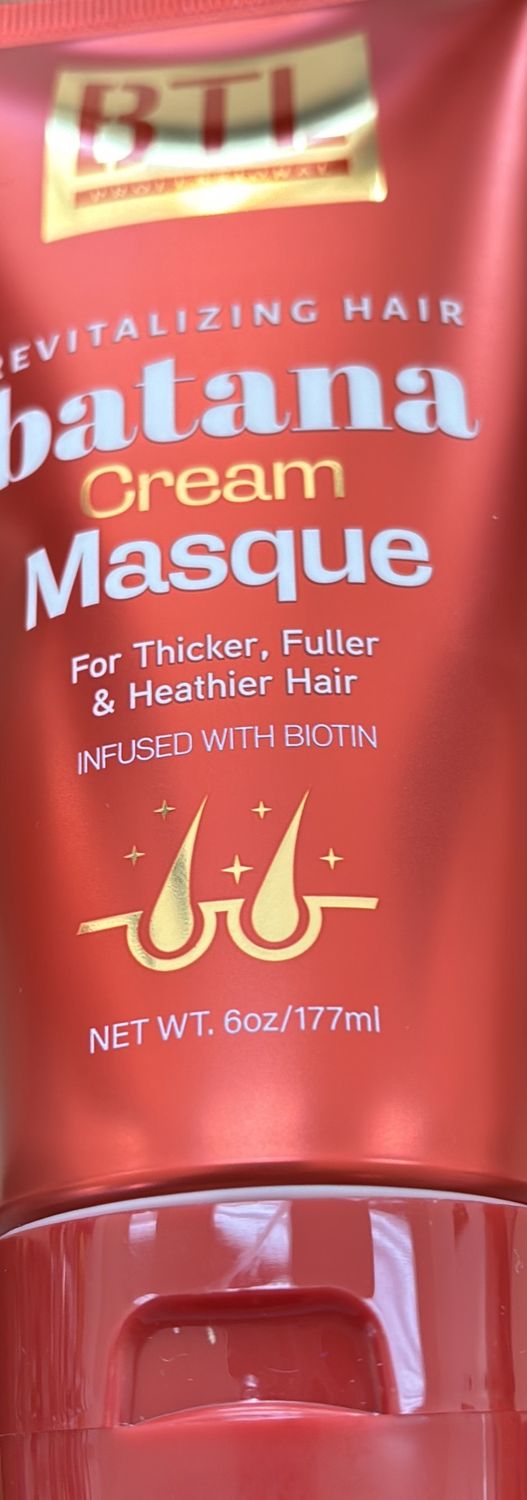 BTL
REVITALIZING HAIR
batana
Cream
Masque
For Thicker, Fuller
& Heathier Hair
INFUSED WITH BIOTIN
NET WT. 6oz/177ml